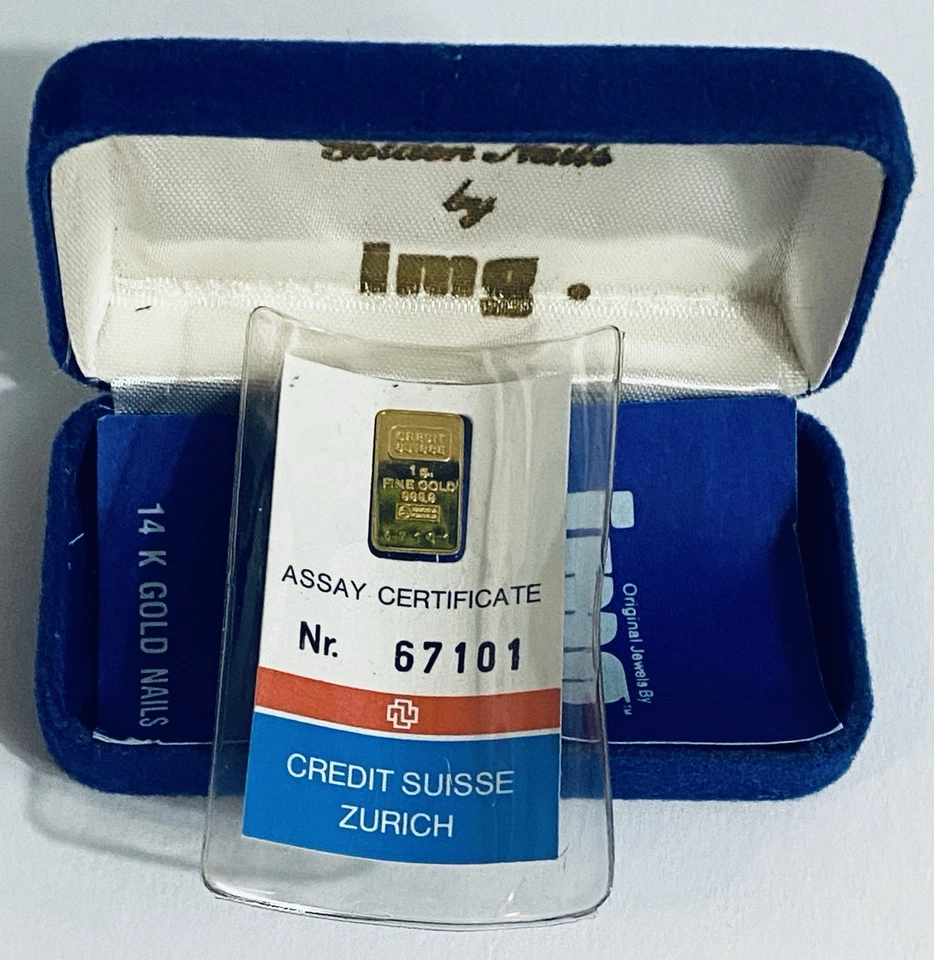 Golden Nails
by
img.
CREDIT
SUISSE
1 g.
FINE GOLD
999,9
ASSAY CERTIFICATE
Nr. 67101
CREDIT SUISSE
ZURICH
14 K GOLD NAILS
Original Jewels By
img™